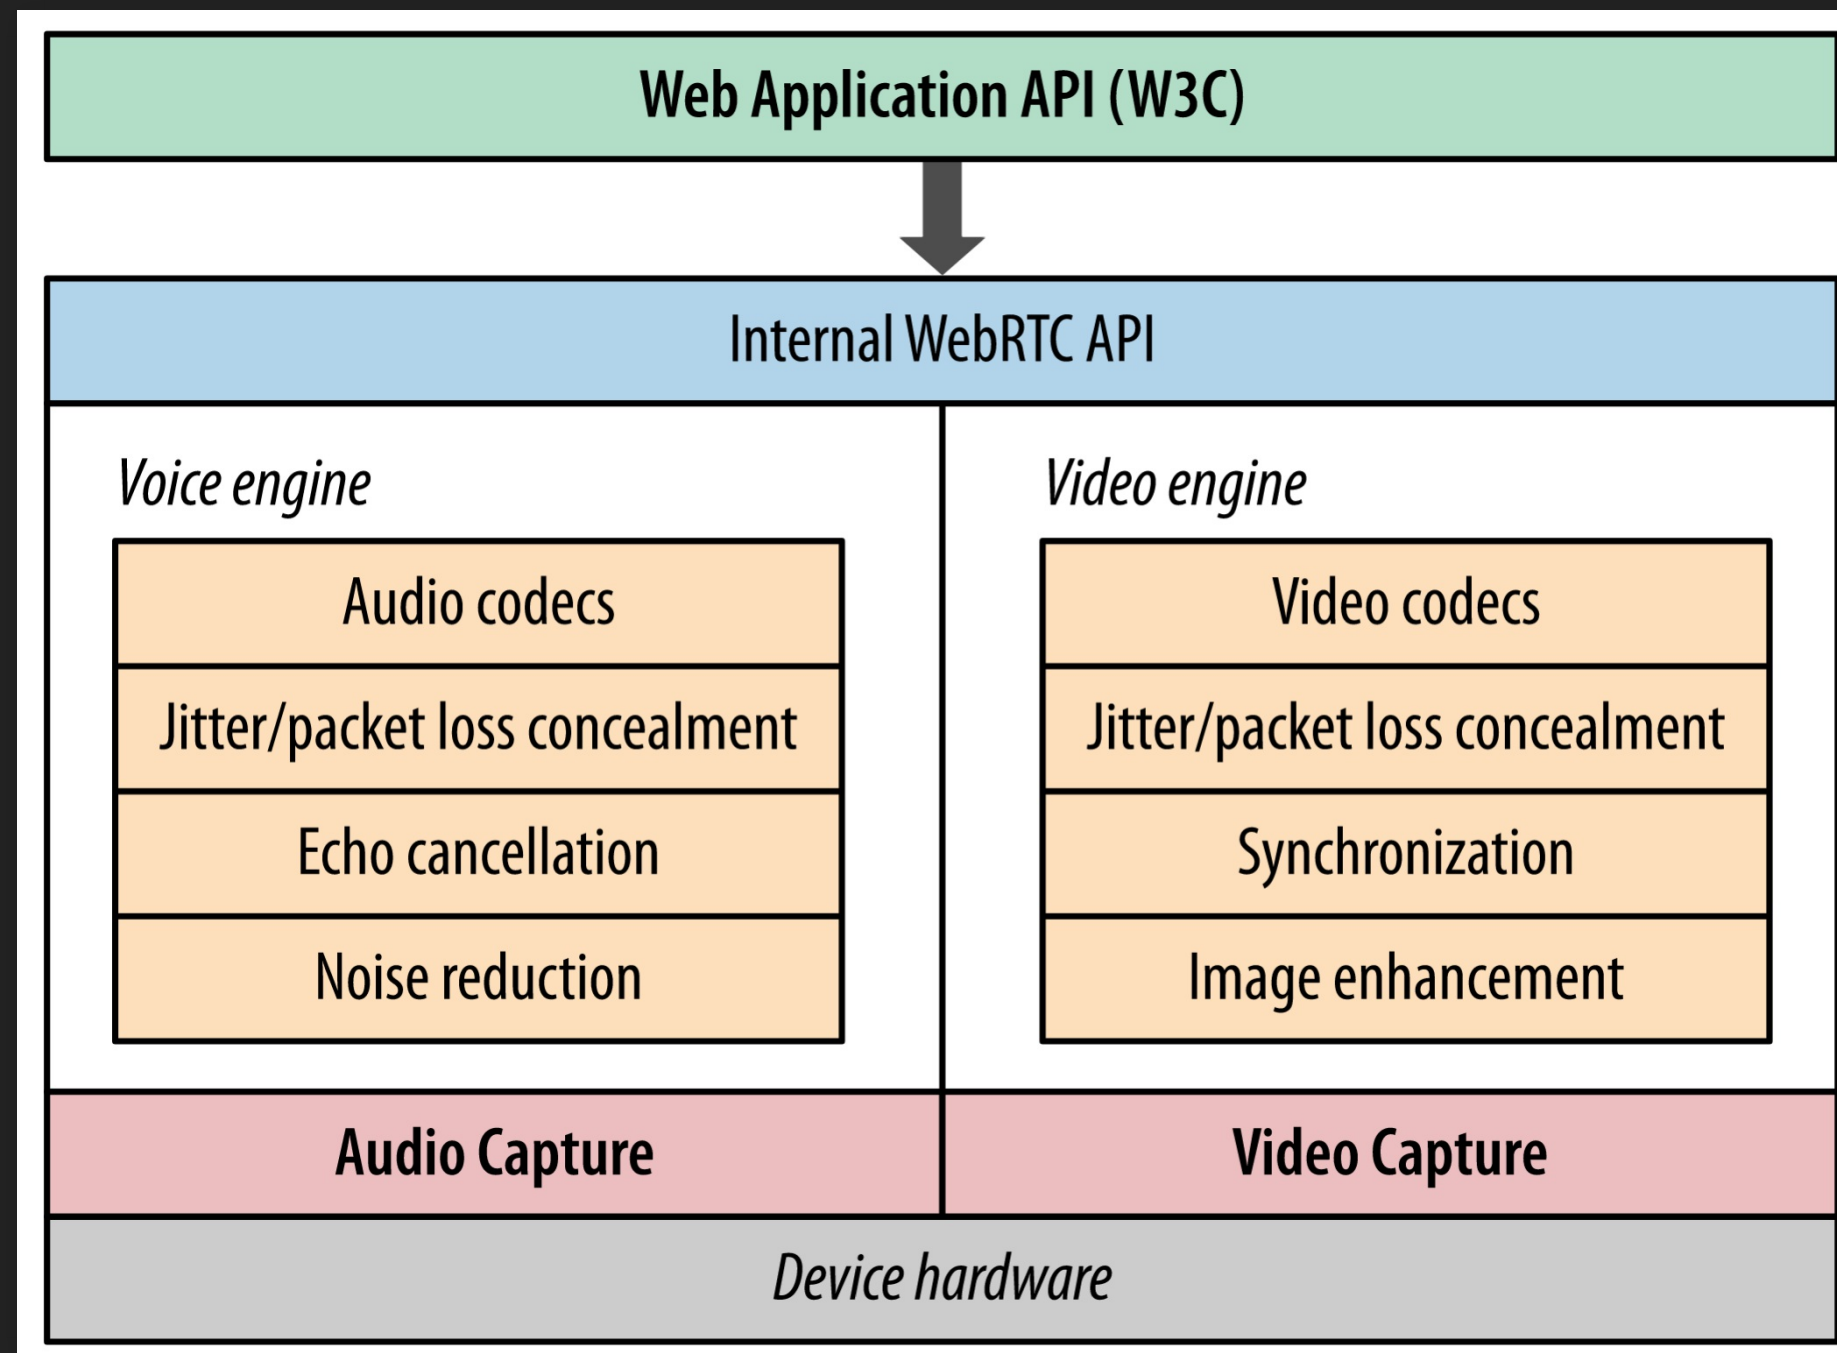 Web Application API (W3C)
Internal WebRTC API
Voice engine
Audio codecs
Jitter/packet loss concealment
Echo cancellation
Noise reduction
Video engine
Video codecs
Jitter/packet loss concealment
Synchronization
Image enhancement
Audio Capture
Video Capture
Device hardware